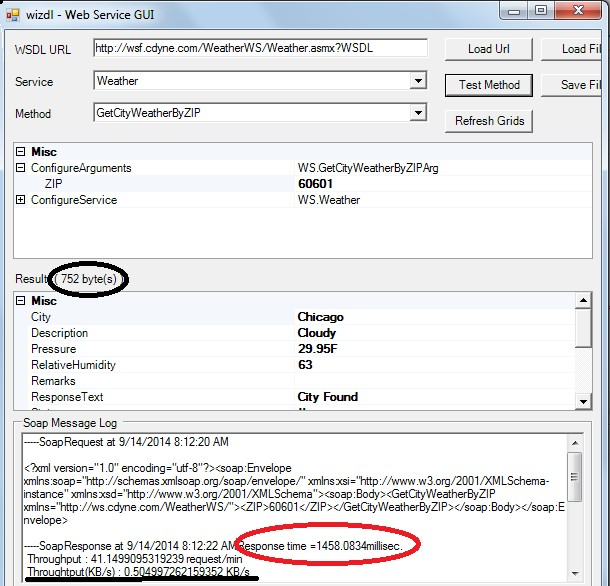 wizdl - Web Service GUI
WSDL URL http://wsf.cdyne.com/WeatherWS/Weather.asmx?WSDL Load Url Load Fil
Service Weather Test Method Save Fil
Method GetCityWeatherByZIP Refresh Grids
Misc
ConfigureArguments WS.GetCityWeatherByZIPArg
ZIP 60601
ConfigureService WS.Weather
Result ( 752 byte(s) )
Misc
City Chicago
Description Cloudy
Pressure 29.95F
RelativeHumidity 63
Remarks
ResponseText City Found
Soap Message Log
-----SoapRequest at 9/14/2014 8:12:20 AM
<?xml version="1.0" encoding="utf-8"?><soap:Envelope
xmlns:soap="http://schemas.xmlsoap.org/soap/envelope/" xmlns:xsi="http://www.w3.org/2001/XMLSchema-
instance" xmlns:xsd="http://www.w3.org/2001/XMLSchema"><soap:Body><GetCityWeatherByZIP
xmlns="http://ws.cdyne.com/WeatherWS/"><ZIP>60601</ZIP></GetCityWeatherByZIP></soap:Body></soap:E
nvelope>
-----SoapResponse at 9/14/2014 8:12:22 AM Response time =1458.0834millisec.
Throughput : 41.1499095319239 request/min
Throughtput(KB/s) : 0.504997262159352 KB/s